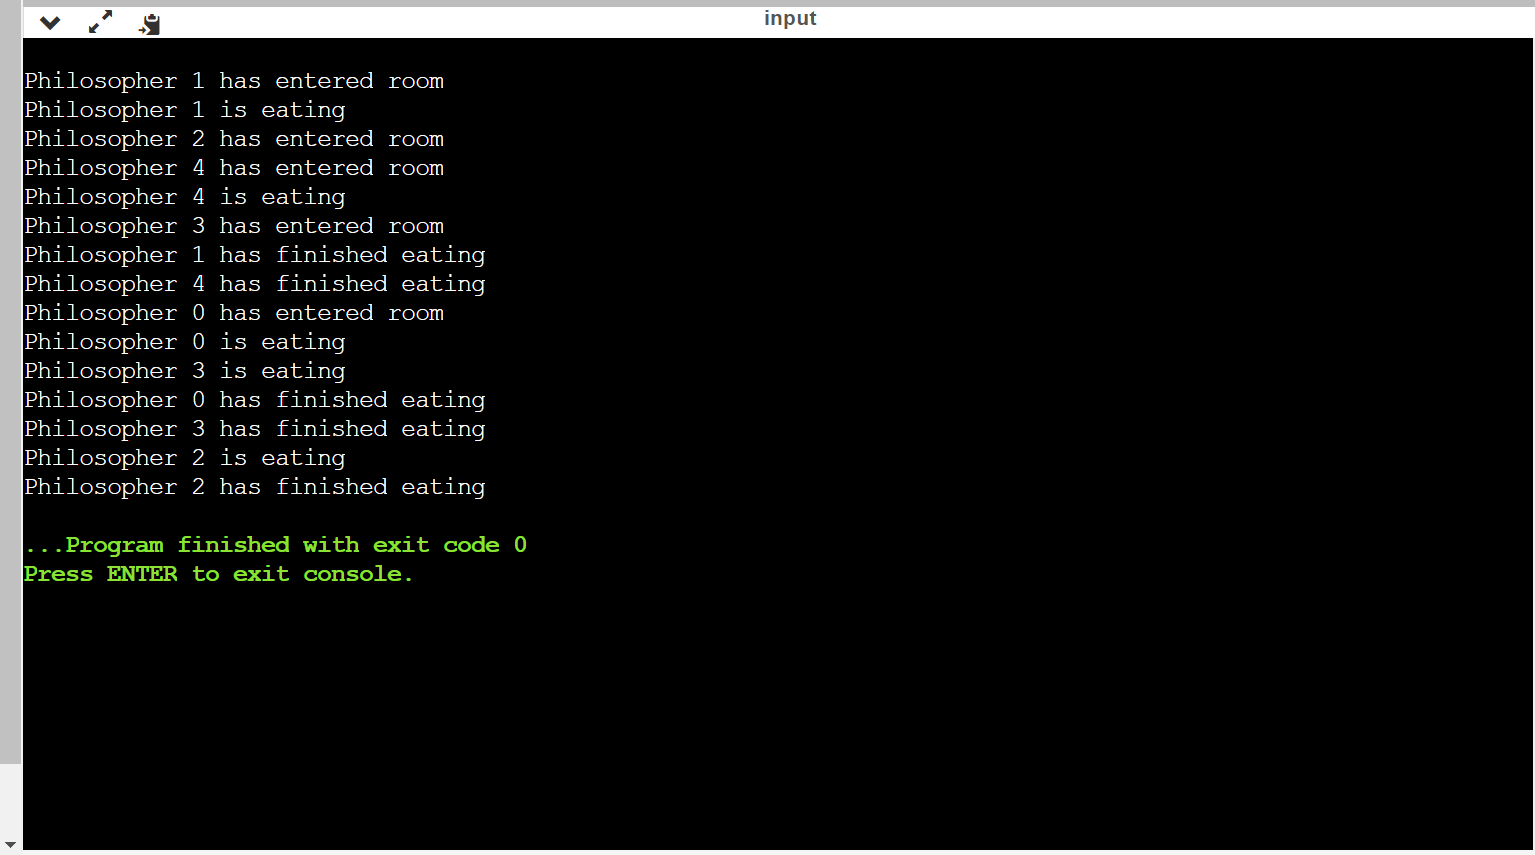 input
Philosopher 1 has entered room
Philosopher 1 is eating
Philosopher 2 has entered room
Philosopher 4 has entered room
Philosopher 4 is eating
Philosopher 3 has entered room
Philosopher 1 has finished eating
Philosopher 4 has finished eating
Philosopher 0 has entered room
Philosopher 0 is eating
Philosopher 3 is eating
Philosopher 0 has finished eating
Philosopher 3 has finished eating
Philosopher 2 is eating
Philosopher 2 has finished eating
...Program finished with exit code 0
Press ENTER to exit console.